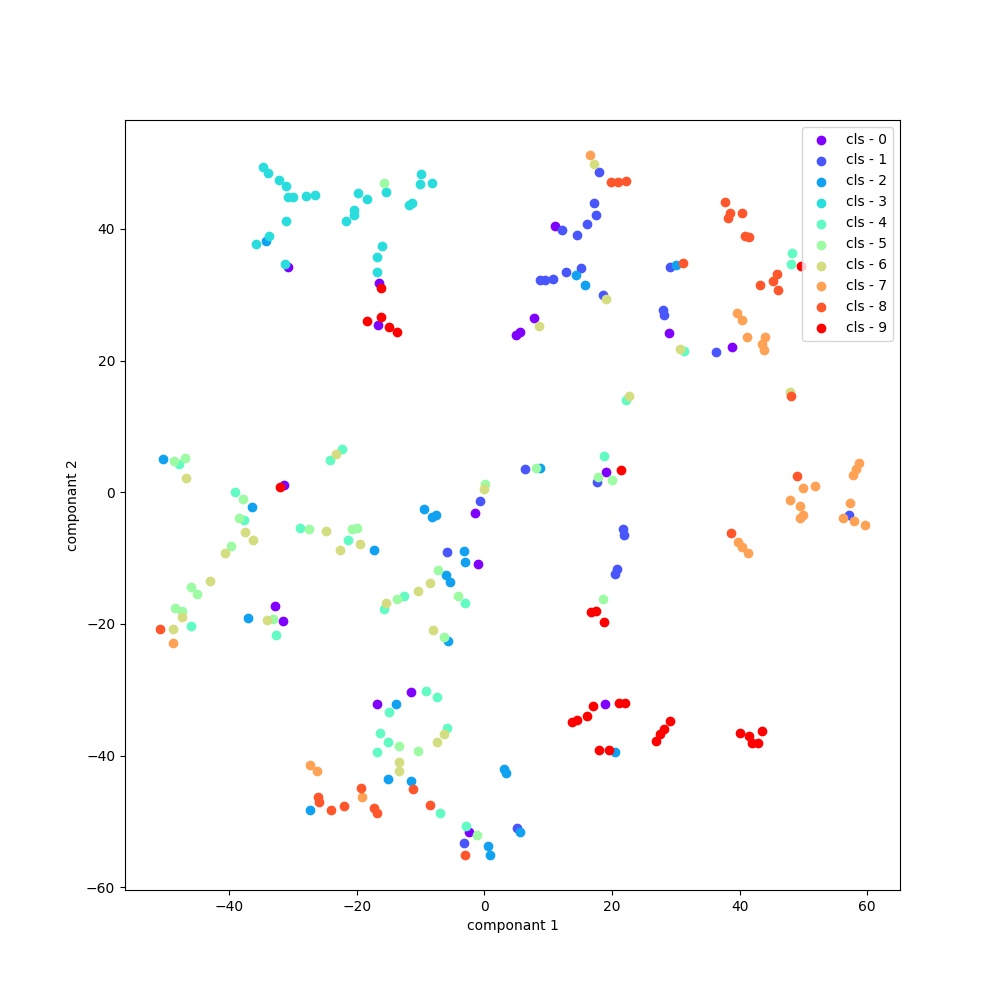 cls - 0
cls - 1
cls - 2
cls - 3
cls - 4
cls - 5
cls - 6
cls - 7
cls - 8
cls - 9
componant 2
40
20
0
−20
−40
−60
−40 −20 0 20 40 60
componant 1